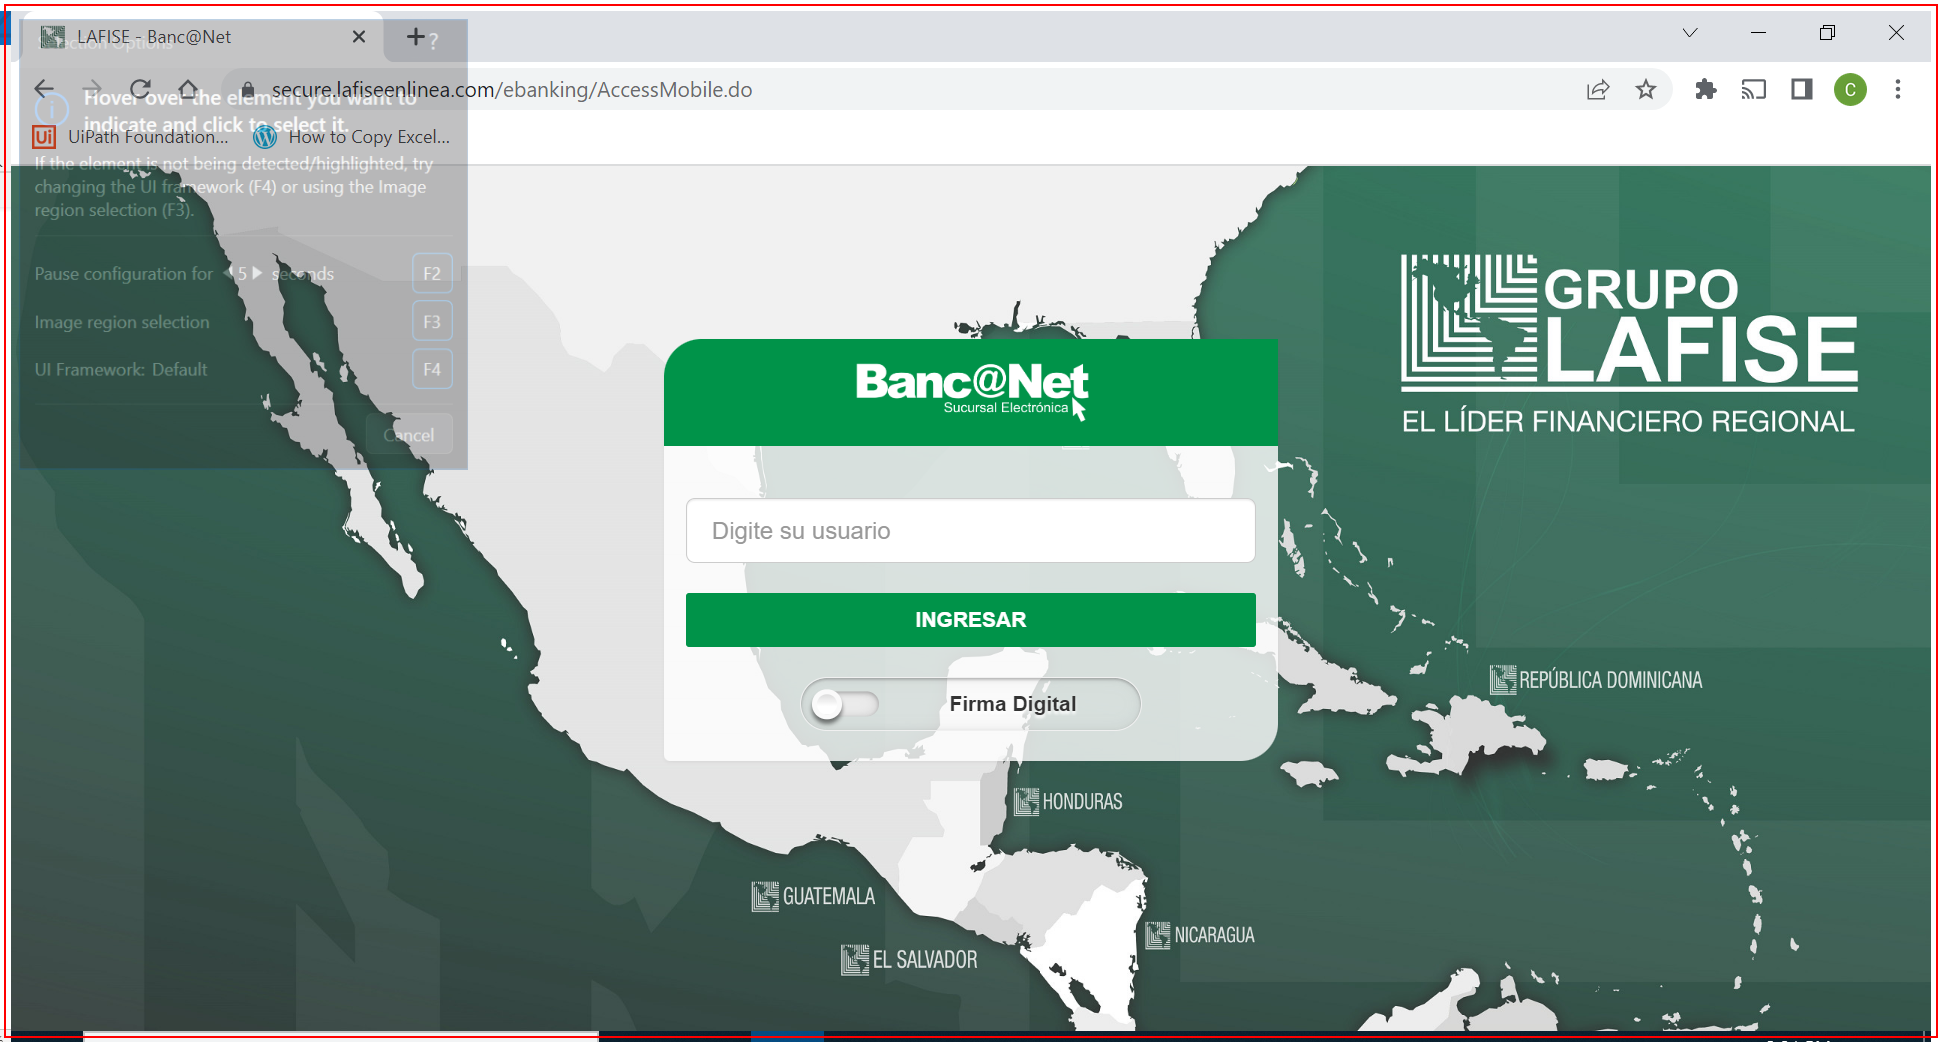 LAFISE - Banc@Net
Selection Options
?
secure.lafiseenlinea.com/ebanking/AccessMobile.do
C
Hover over the element you want to
indicate and click to select it.
UiPath Foundation...
How to Copy Excel...
If the element is not being detected/highlighted, try
changing the UI framework (F4) or using the Image
region selection (F3).
Pause configuration for 5 seconds F2
Image region selection F3
UI Framework: Default F4
Cancel
GRUPO
LAFISE
EL LÍDER FINANCIERO REGIONAL
Banc@Net
Sucursal Electrónica
Digite su usuario
INGRESAR
Firma Digital
REPÚBLICA DOMINICANA
HONDURAS
GUATEMALA
NICARAGUA
EL SALVADOR